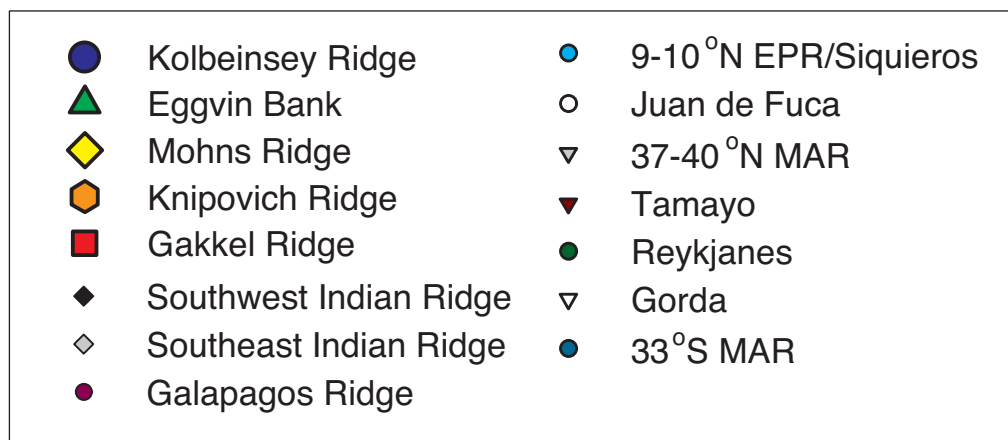 Kolbeinsey Ridge
Eggvin Bank
Mohns Ridge
Knipovich Ridge
Gakkel Ridge
Southwest Indian Ridge
Southeast Indian Ridge
Galapagos Ridge
9-10°N EPR/Siquieros
Juan de Fuca
37-40°N MAR
Tamayo
Reykjanes
Gorda
33°S MAR